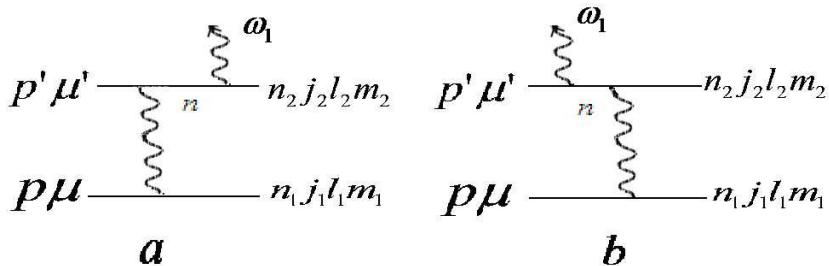 ω₁ ω₁
p'μ' n n₂j₂l₂m₂ p'μ' n n₂j₂l₂m₂
pμ n₁j₁l₁m₁ pμ n₁j₁l₁m₁
a b